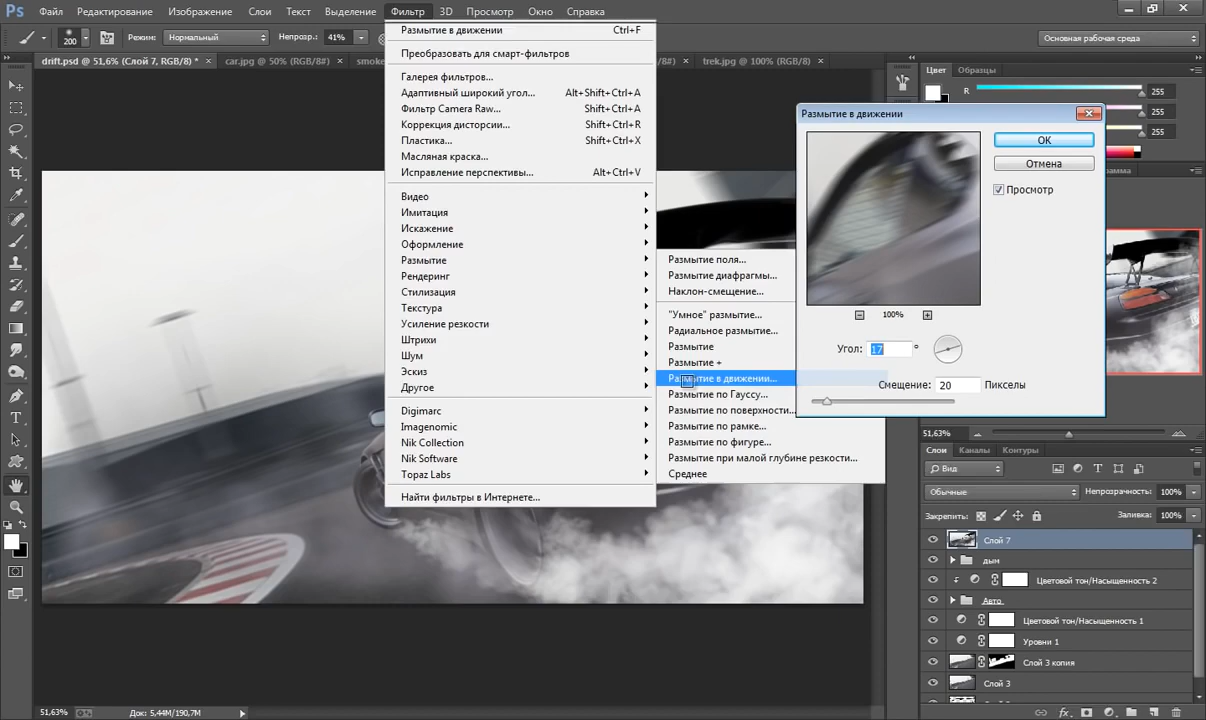 Ps Файл Редактирование Изображение Слои Текст Выделение Фильтр 3D Просмотр Окно Справка
200 Режим: Нормальный Непрозр.: 41% Основная рабочая среда
drift.psd @ 51,6% (Слой 7, RGB/8) * car.jpg @ 50% (RGB/8#) smoke /8#) trek.jpg @ 100% (RGB/8)
Размытие в движении Ctrl+F
Преобразовать для смарт-фильтров
Галерея фильтров...
Адаптивный широкий угол... Alt+Shift+Ctrl+A
Фильтр Camera Raw... Shift+Ctrl+A
Коррекция дисторсии... Shift+Ctrl+R
Пластика... Shift+Ctrl+X
Масляная краска...
Исправление перспективы... Alt+Ctrl+V
Видео
Имитация
Искажение
Оформление
Размытие
Рендеринг
Стилизация
Текстура
Усиление резкости
Штрихи
Шум
Эскиз
Другое
Digimarc
Imagenomic
Nik Collection
Nik Software
Topaz Labs
Найти фильтры в Интернете...
Размытие поля...
Размытие диафрагмы...
Наклон-смещение...
"Умное" размытие...
Радиальное размытие...
Размытие
Размытие +
Размытие в движении...
Размытие по Гауссу...
Размытие по поверхности...
Размытие по рамке...
Размытие по фигуре...
Размытие при малой глубине резкости...
Среднее
Размытие в движении
OK
Отмена
Просмотр
100%
Угол: 17 °
Смещение: 20 Пикселы
Цвет Образцы
R 255
255
255
рамма
51,63%
Слои Каналы Контуры
Вид
Обычные Непрозрачность: 100%
Закрепить: Заливка: 100%
Слой 7
дым
Цветовой тон/Насыщенность 2
Авто
Цветовой тон/Насыщенность 1
Уровни 1
Слой 3 копия
Слой 3
fx
51,63% Док: 5,44M/190,7M